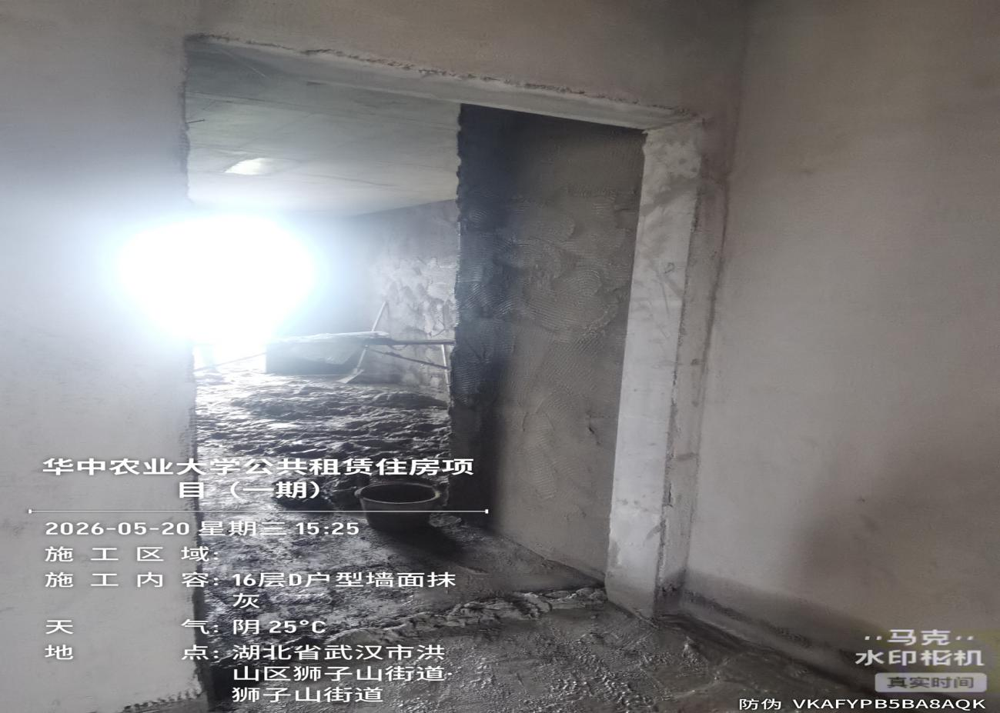 华中农业大学公共租赁住房项
目（一期）
2026-05-20 星期三 15:25
施工区域:
施工内容: 16层D户型墙面抹
灰
天气: 阴 25°C
地点: 湖北省武汉市洪
山区狮子山街道·
狮子山街道
马克
水印相机
真实时间
防伪 VKAFYPB5BA8AQK